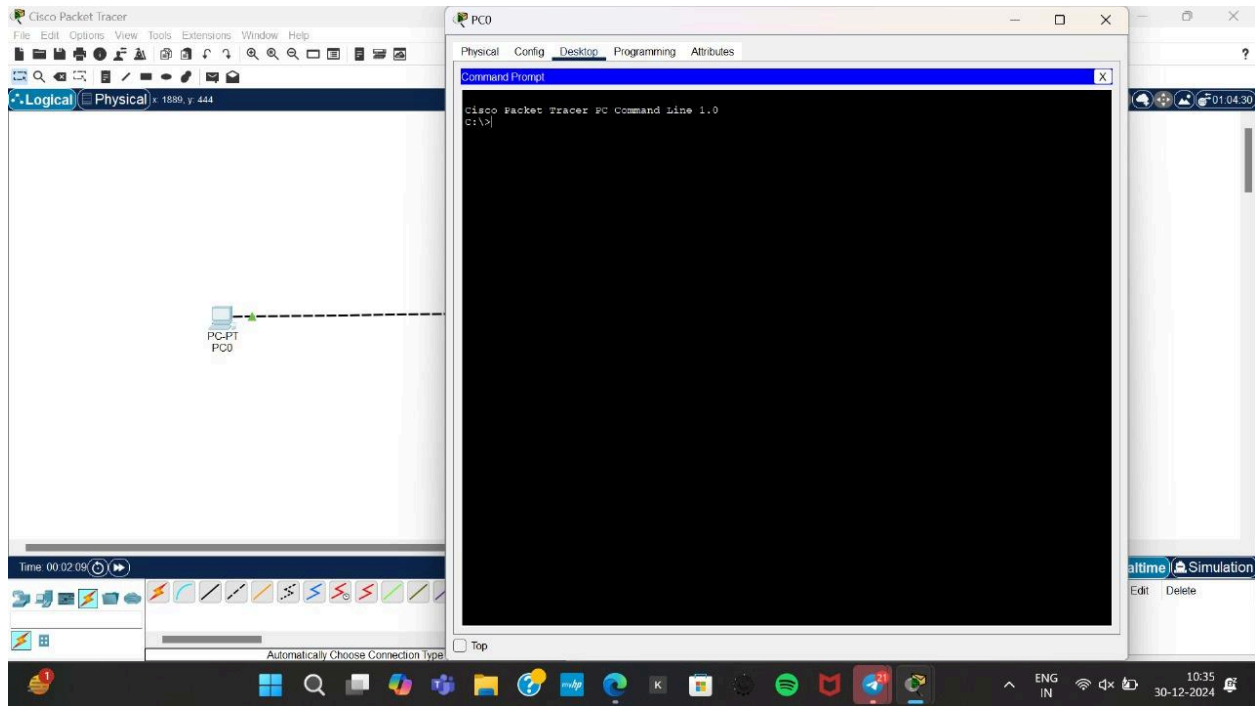 Cisco Packet Tracer
File Edit Options View Tools Extensions Window Help
Logical Physical x: 1889, y: 444
01:04:30
PC-PT
PC0
Time: 00:02:09
Automatically Choose Connection Type
PC0
Physical Config Desktop Programming Attributes
?
Command Prompt
X
Cisco Packet Tracer PC Command Line 1.0
C:\>
Top
altime Simulation
Edit Delete
K
ENG
IN
10:35
30-12-2024